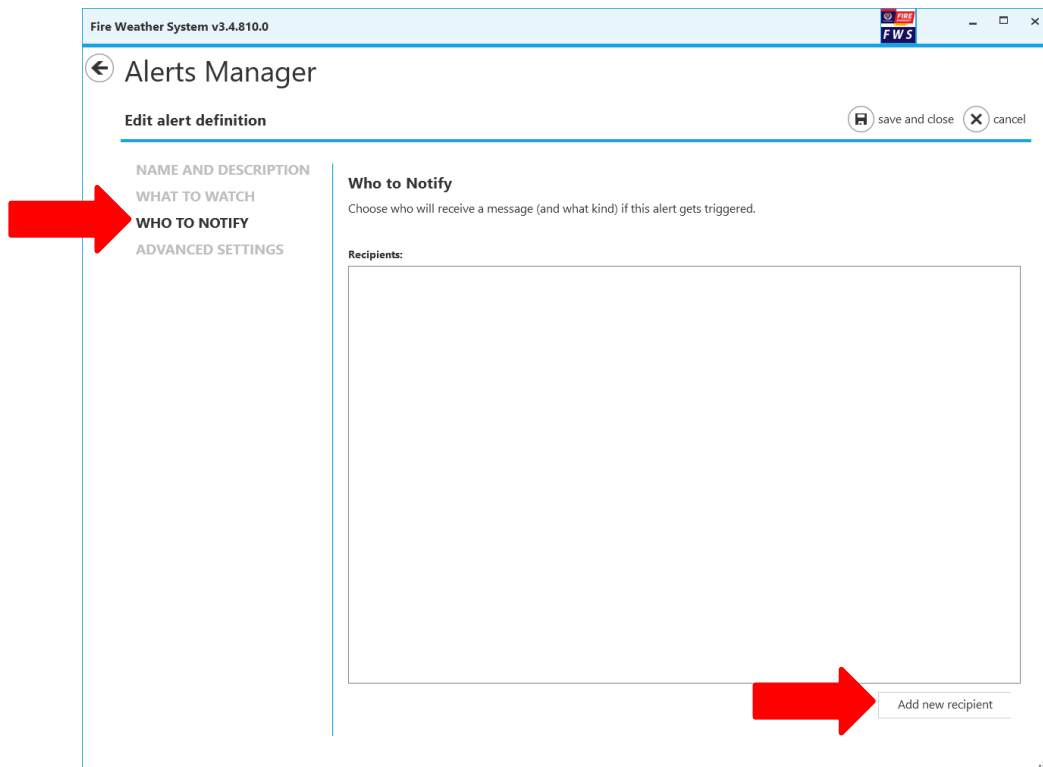 Fire Weather System v3.4.810.0
FIRE
FWS
Alerts Manager
Edit alert definition
save and close
cancel
NAME AND DESCRIPTION
WHAT TO WATCH
WHO TO NOTIFY
ADVANCED SETTINGS
Who to Notify
Choose who will receive a message (and what kind) if this alert gets triggered.
Recipients:
Add new recipient